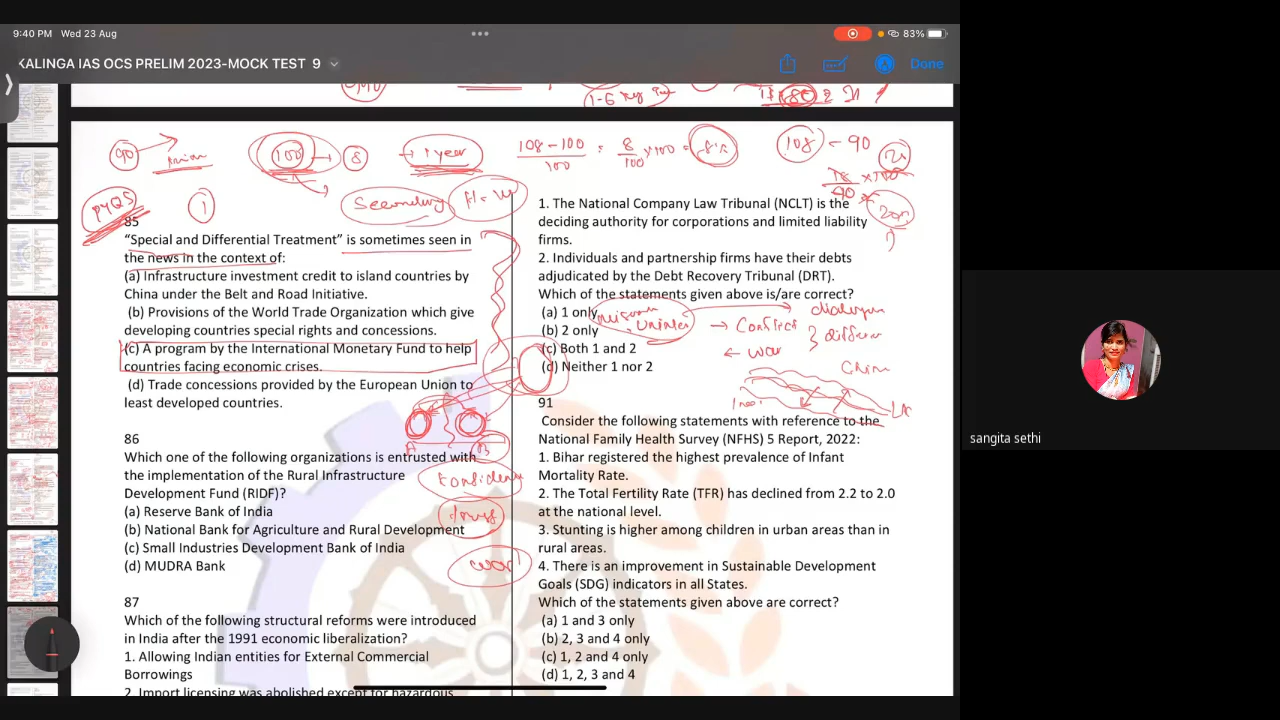 9:40 PM Wed 23 Aug
83%
KALINGA IAS OCS PRELIM 2023-MOCK TEST 9
Done
90
100
8
1 year
108 - 100
100
=
8
100
x100
=
8%
108 - 90
PYQS
85
“Special and Differential Treatment” is sometimes seen in
the news in the context of:
(a) Infrastructure investment credit to island countries by
China under the Belt and Road Initiative.
(b) Provisions of the World Trade Organization which give
developing countries special rights and concessions.
(c) A program by the International Monetary Fund to help
countries facing economic crises.
(d) Trade concessions provided by the European Union to
least developed countries.
86
Which one of the following organizations is entrusted with
the implementation of the Rural Infrastructure
Development Fund (RIDF)?
(a) Reserve Bank of India
(b) National Bank for Agriculture and Rural Development
(c) Small Industries Development Bank of India
(d) MUDRA Bank
87
Which of the following structural reforms were introduced
in India after the 1991 economic liberalization?
1. Allowing Indian entities for External Commercial
Borrowings
2. Import licensing was abolished except for hazardous
war
1. The National Company Law Tribunal (NCLT) is the
deciding authority for corporations and limited liability
firms.
2. Individuals and partnership firms have their debts
adjudicated by the Debt Recovery Tribunal (DRT).
Which of the statements given above is/are correct?
(a) 1 only
(b) 2 only
(c) Both 1 and 2
(d) Neither 1 nor 2
Conflict
war
91
Consider the following statements with reference to the
National Family Health Survey (NFHS) 5 Report, 2022:
1. Bihar registered the highest prevalence of Infant
Mortality Rate.
2. The Total Fertility Rate (TFR) has declined from 2.2 to 2.0
at the national level.
3. Stunting is higher among children in urban areas than in
rural areas.
4. There is an improvement in Sustainable Development
Goals (SDG) indicators in all States.
Which of the statements given above are correct?
(a) 1 and 3 only
(b) 2, 3 and 4 only
(c) 1, 2 and 4 only
(d) 1, 2, 3 and 4
sangita sethi